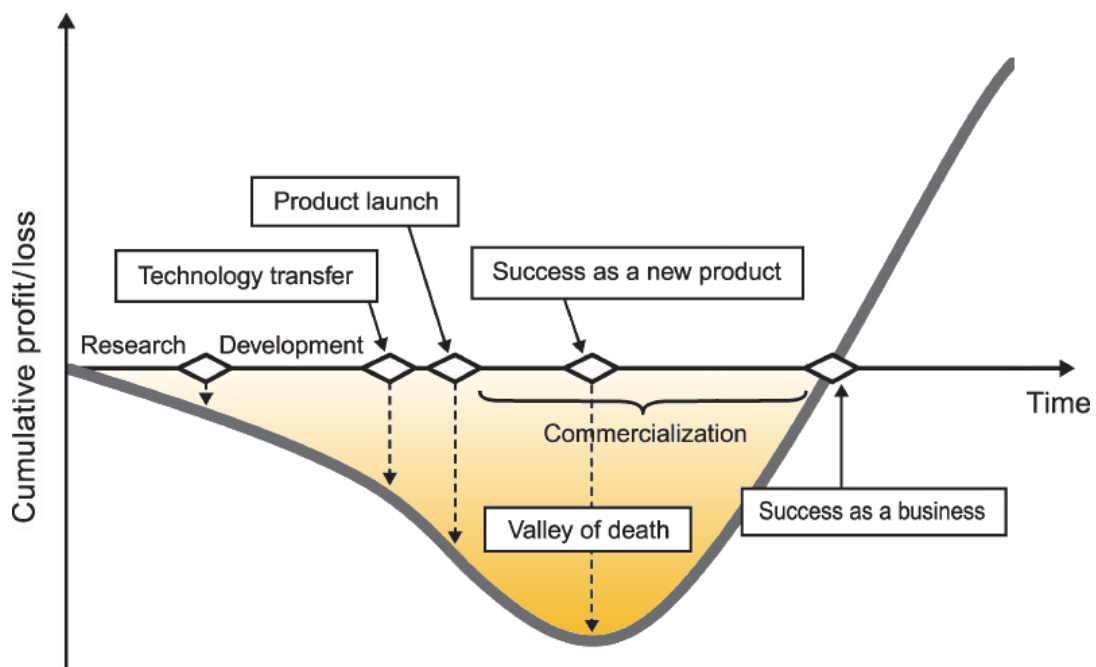 Cumulative profit/loss
Product launch
Technology transfer
Success as a new product
Research
Development
Time
Commercialization
Success as a business
Valley of death